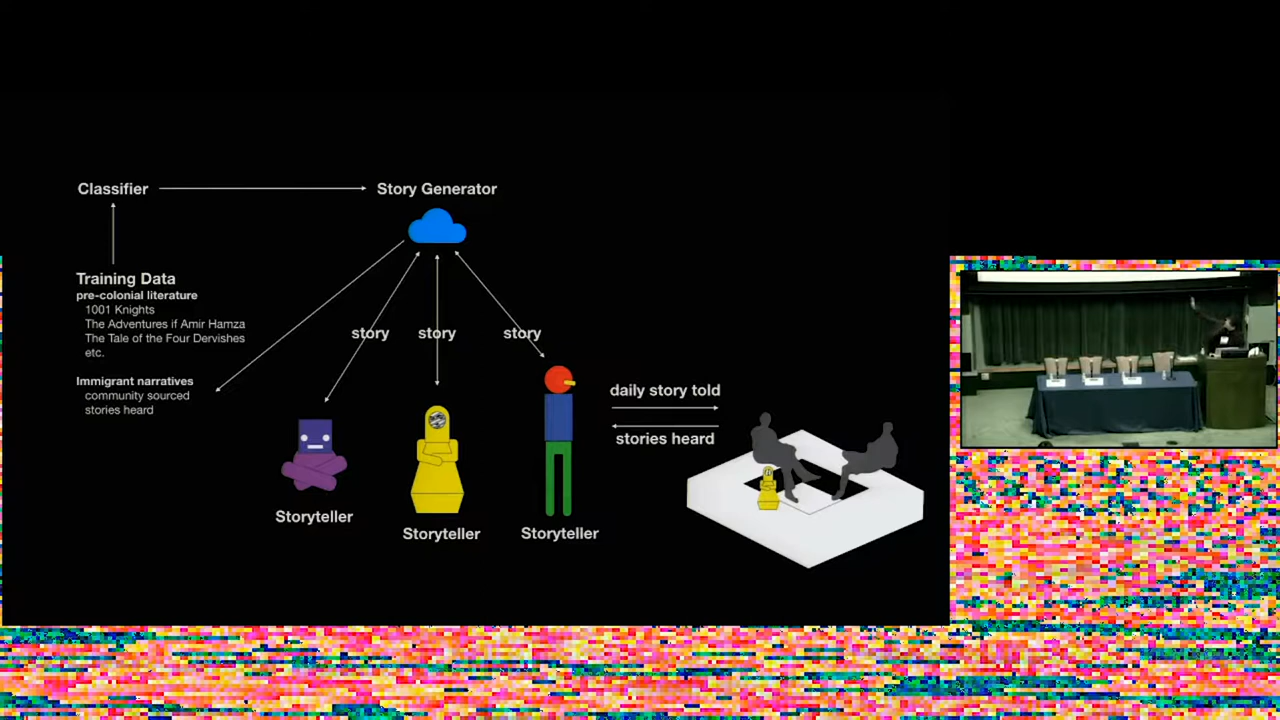 Classifier
Story Generator
Training Data
pre-colonial literature
1001 Knights
The Adventures if Amir Hamza
The Tale of the Four Dervishes
etc.
Immigrant narratives
community sourced
stories heard
story
story
story
daily story told
stories heard
Storyteller
Storyteller
Storyteller